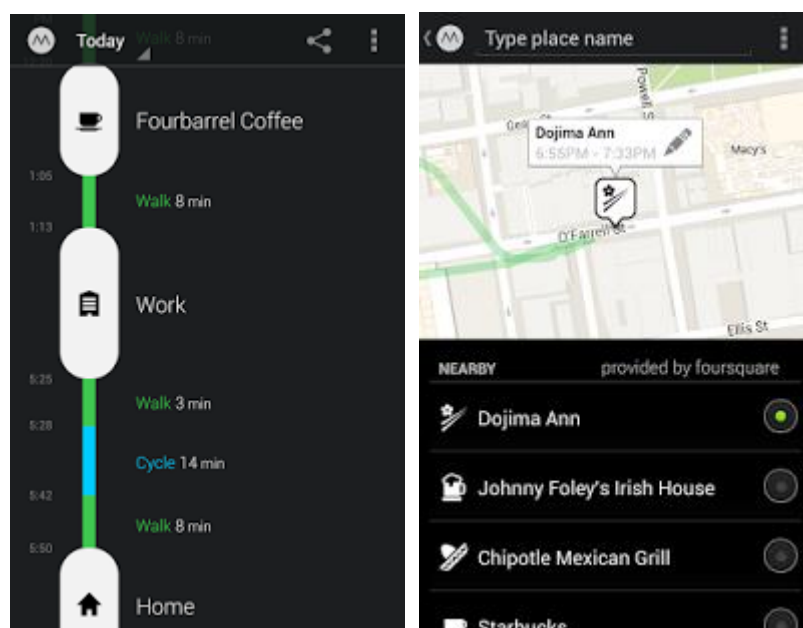 Today
Walk 8 min
Fourbarrel Coffee
1:05
Walk 8 min
1:13
Work
5:25
Walk 3 min
5:28
Cycle 14 min
5:42
Walk 8 min
5:50
Home
Type place name
Powell S
Dojima Ann
6:55PM - 7:33PM
Macy's
O'Farrell St
Ellis St
NEARBY provided by foursquare
Dojima Ann
Johnny Foley's Irish House
Chipotle Mexican Grill
Starbucks